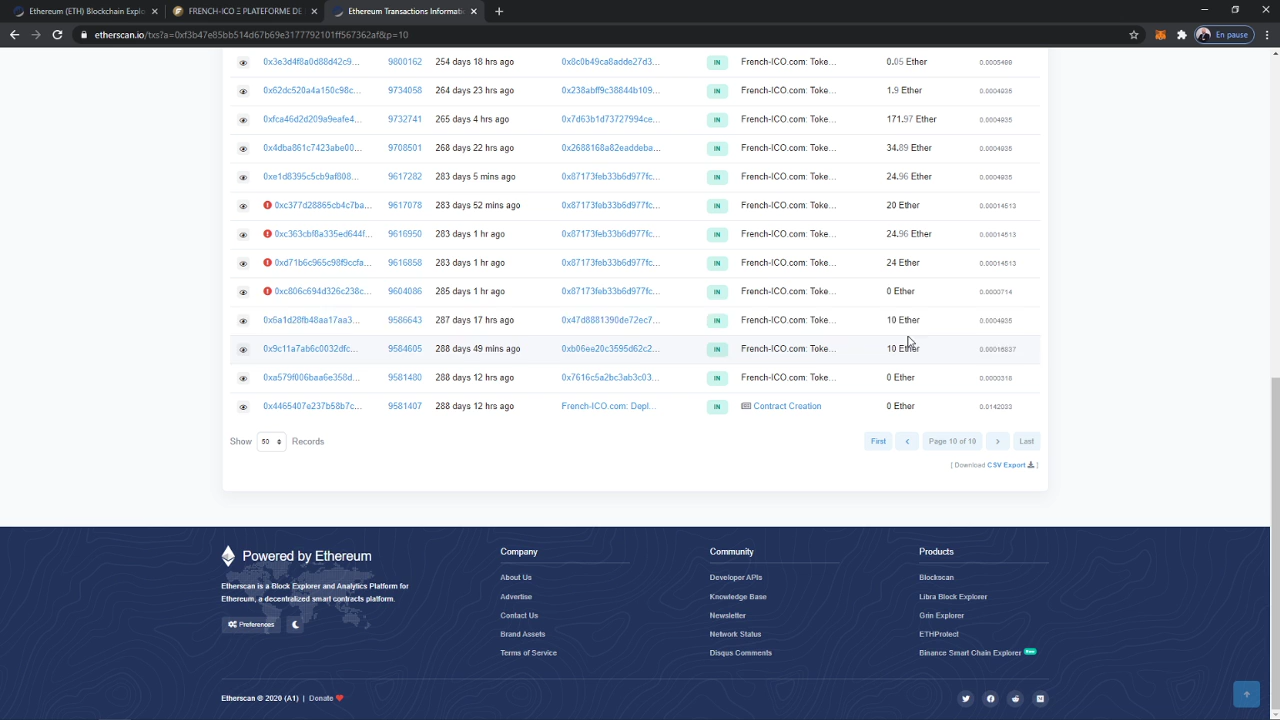 Ethereum (ETH) Blockchain Ex
FRENCH-ICO = PLATEFORME DE
Ethereum Transactions Informati
etherscan.io/txs?a=0xf3b47e85bb514d67b69e3177792101ff567362af&p=10
En pause
0x3e3d4f8a0d88d42c9... 9800162 254 days 18 hrs ago 0x8c0b49ca8adde27d3... IN French-ICO.com: Toke... 0.05 Ether 0.0005488
0x62dc520a4a150c98c... 9734058 264 days 23 hrs ago 0x238abff9c38844b109... IN French-ICO.com: Toke... 1.9 Ether 0.0004935
0xfca46d2d209a9eafe4... 9732741 265 days 4 hrs ago 0x7d63b1d73727994ce... IN French-ICO.com: Toke... 171.97 Ether 0.0004935
0x4dba861c7423abe00... 9708501 268 days 22 hrs ago 0x2688168a82eaddeba... IN French-ICO.com: Toke... 34.89 Ether 0.0004935
0xe1d8395c5cb9af808... 9617282 283 days 5 mins ago 0x87173feb33b6d977fc... IN French-ICO.com: Toke... 24.96 Ether 0.0004935
0xc377d28865cb4c7ba... 9617078 283 days 52 mins ago 0x87173feb33b6d977fc... IN French-ICO.com: Toke... 20 Ether 0.00014513
0xc363cbf8a335ed644f... 9616950 283 days 1 hr ago 0x87173feb33b6d977fc... IN French-ICO.com: Toke... 24.96 Ether 0.00014513
0xd71b6c965c98f9ccfa... 9616858 283 days 1 hr ago 0x87173feb33b6d977fc... IN French-ICO.com: Toke... 24 Ether 0.00014513
0xc806c694d326c238c... 9604086 285 days 1 hr ago 0x87173feb33b6d977fc... IN French-ICO.com: Toke... 0 Ether 0.0000714
0x6a1d28fb48aa17aa3... 9586643 287 days 17 hrs ago 0x47d8881390de72ec7... IN French-ICO.com: Toke... 10 Ether 0.0004935
0x9c11a7ab6c0032dfc... 9584605 288 days 49 mins ago 0xb06ee20c3595d62c2... IN French-ICO.com: Toke... 10 Ether 0.00016837
0xa579f006baa6e358d... 9581480 288 days 12 hrs ago 0x7616c5a2bc3ab3c03... IN French-ICO.com: Toke... 0 Ether 0.0000318
0x4465407e237b58b7c... 9581407 288 days 12 hrs ago French-ICO.com: Depl... IN Contract Creation 0 Ether 0.0142033
Show 50 Records First Page 10 of 10 Last
[ Download CSV Export ]
Powered by Ethereum
Etherscan is a Block Explorer and Analytics Platform for
Ethereum, a decentralized smart contracts platform.
Preferences
Company
About Us
Advertise
Contact Us
Brand Assets
Terms of Service
Community
Developer APIs
Knowledge Base
Newsletter
Network Status
Disqus Comments
Products
Blockscan
Libra Block Explorer
Grin Explorer
ETHProtect
Binance Smart Chain Explorer New
Etherscan © 2020 (A1) | Donate